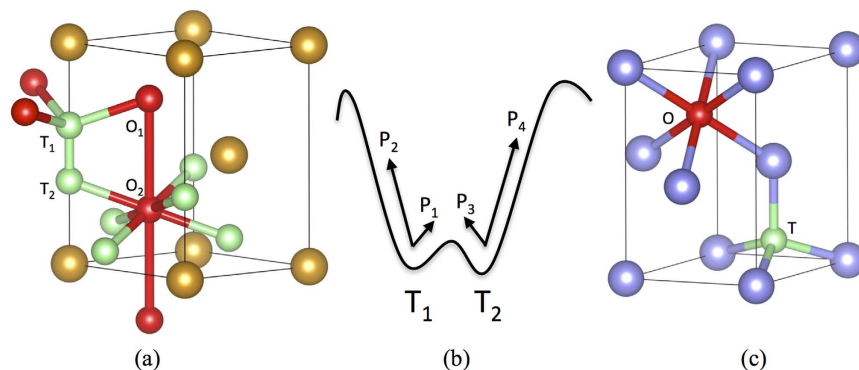 T₁
O₁
T₂
O₂
(a)
P₂
P₁
P₃
P₄
T₁
T₂
(b)
O
T
(c)